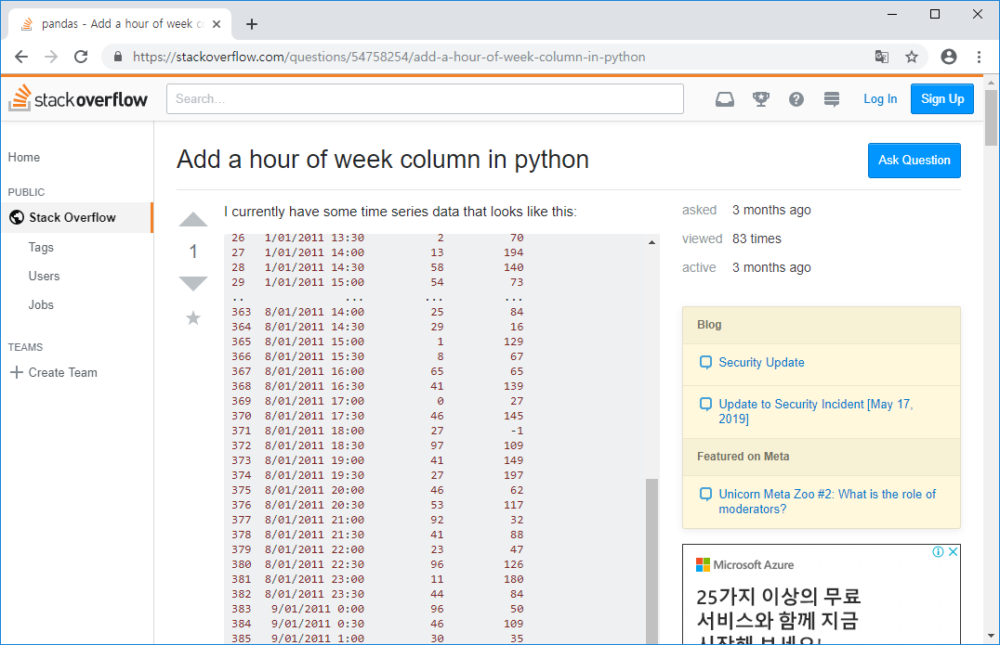 pandas - Add a hour of week c
https://stackoverflow.com/questions/54758254/add-a-hour-of-week-column-in-python
stackoverflow
Search...
Log In
Sign Up
Home
PUBLIC
Stack Overflow
Tags
Users
Jobs
TEAMS
Create Team
Add a hour of week column in python
Ask Question
1
I currently have some time series data that looks like this:
26 1/01/2011 13:30 2 70
27 1/01/2011 14:00 13 194
28 1/01/2011 14:30 58 140
29 1/01/2011 15:00 54 73
.. ... ... ...
363 8/01/2011 14:00 25 84
364 8/01/2011 14:30 29 16
365 8/01/2011 15:00 1 129
366 8/01/2011 15:30 8 67
367 8/01/2011 16:00 65 65
368 8/01/2011 16:30 41 139
369 8/01/2011 17:00 0 27
370 8/01/2011 17:30 46 145
371 8/01/2011 18:00 27 -1
372 8/01/2011 18:30 97 109
373 8/01/2011 19:00 41 149
374 8/01/2011 19:30 27 197
375 8/01/2011 20:00 46 62
376 8/01/2011 20:30 53 117
377 8/01/2011 21:00 92 32
378 8/01/2011 21:30 41 88
379 8/01/2011 22:00 23 47
380 8/01/2011 22:30 96 126
381 8/01/2011 23:00 11 180
382 8/01/2011 23:30 44 84
383 9/01/2011 0:00 96 50
384 9/01/2011 0:30 46 109
385 9/01/2011 1:00 30 35
asked 3 months ago
viewed 83 times
active 3 months ago
Blog
Security Update
Update to Security Incident [May 17,
2019]
Featured on Meta
Unicorn Meta Zoo #2: What is the role of
moderators?
Microsoft Azure
25가지 이상의 무료
서비스와 함께 지금
시작해 보세요!